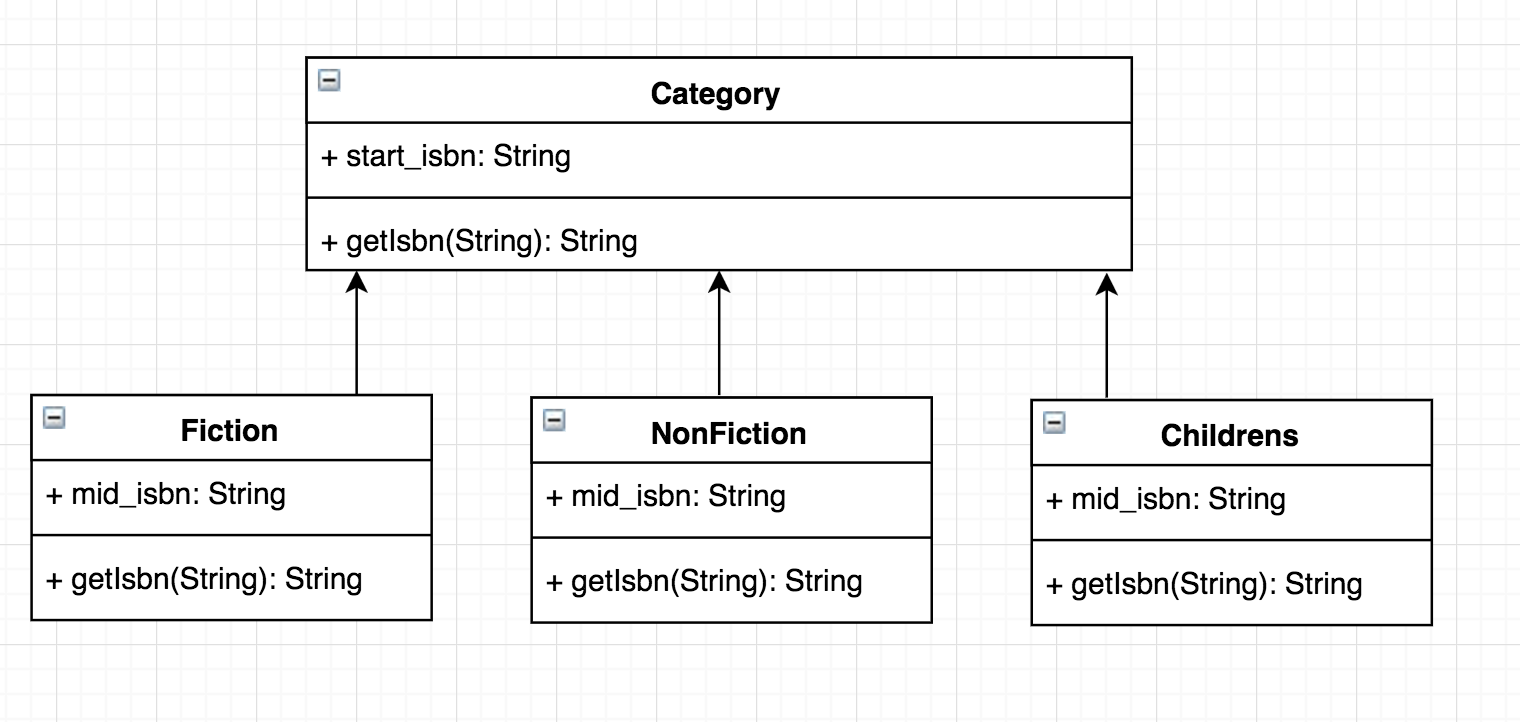 Category
+ start_isbn: String
+ getIsbn(String): String
Fiction
+ mid_isbn: String
+ getIsbn(String): String
NonFiction
+ mid_isbn: String
+ getIsbn(String): String
Childrens
+ mid_isbn: String
+ getIsbn(String): String